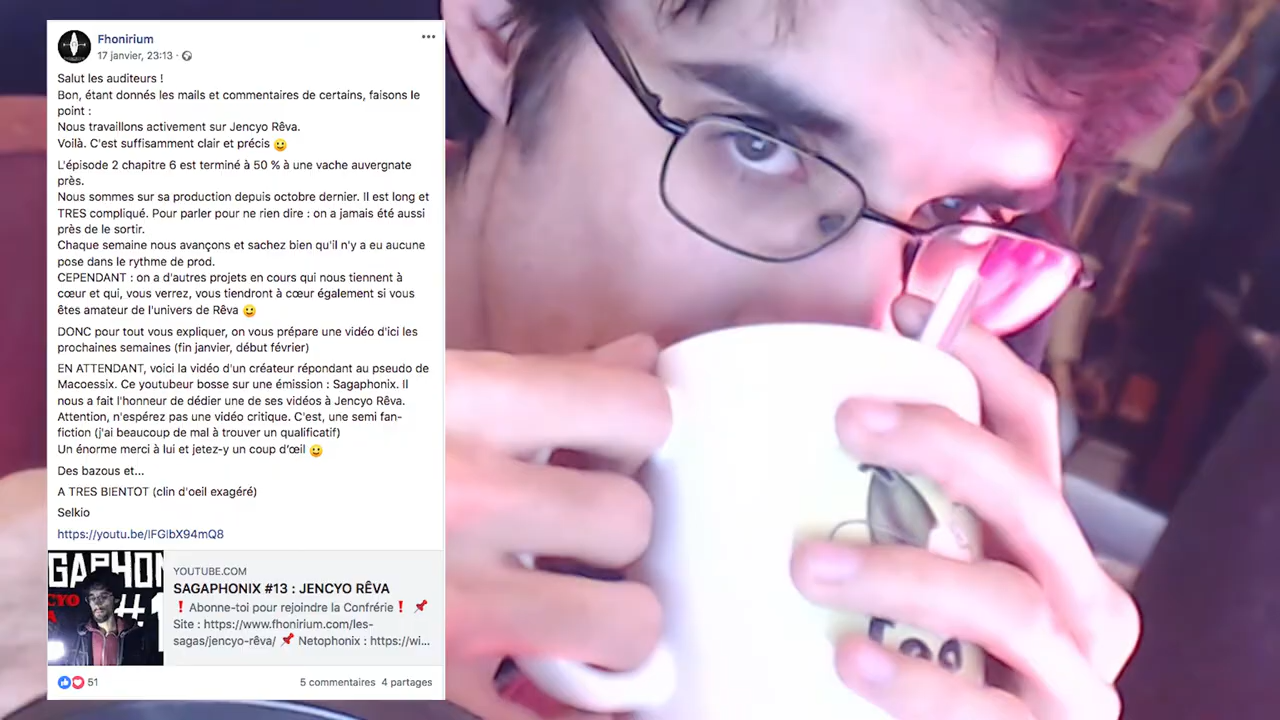 Fhonirium
17 janvier, 23:13 ·
Salut les auditeurs !
Bon, étant donnés les mails et commentaires de certains, faisons le
point :
Nous travaillons activement sur Jencyo Rêva.
Voilà. C'est suffisamment clair et précis 🙂
L'épisode 2 chapitre 6 est terminé à 50 % à une vache auvergnate
près.
Nous sommes sur sa production depuis octobre dernier. Il est long et
TRES compliqué. Pour parler pour ne rien dire : on a jamais été aussi
près de le sortir.
Chaque semaine nous avançons et sachez bien qu'il n'y a eu aucune
pose dans le rythme de prod.
CEPENDANT : on a d'autres projets en cours qui nous tiennent à
cœur et qui, vous verrez, vous tiendront à cœur également si vous
êtes amateur de l'univers de Rêva 🙂
DONC pour tout vous expliquer, on vous prépare une vidéo d'ici les
prochaines semaines (fin janvier, début février)
EN ATTENDANT, voici la vidéo d'un créateur répondant au pseudo de
Macoessix. Ce youtubeur bosse sur une émission : Sagaphonix. Il
nous a fait l'honneur de dédier une de ses vidéos à Jencyo Rêva.
Attention, n'espérez pas une vidéo critique. C'est, une semi fan-
fiction (j'ai beaucoup de mal à trouver un qualificatif)
Un énorme merci à lui et jetez-y un coup d'œil 🙂
Des bazous et...
A TRES BIENTOT (clin d'oeil exagéré)
Selkio
https://youtu.be/lFGlbX94mQ8
YOUTUBE.COM
SAGAPHONIX #13 : JENCYO RÊVA
❗ Abonne-toi pour rejoindre la Confrérie ❗ 📌
Site : https://www.fhonirium.com/les-
sagas/jencyo-rêva/ 📌 Netophonix : https://wi...
51
5 commentaires 4 partages